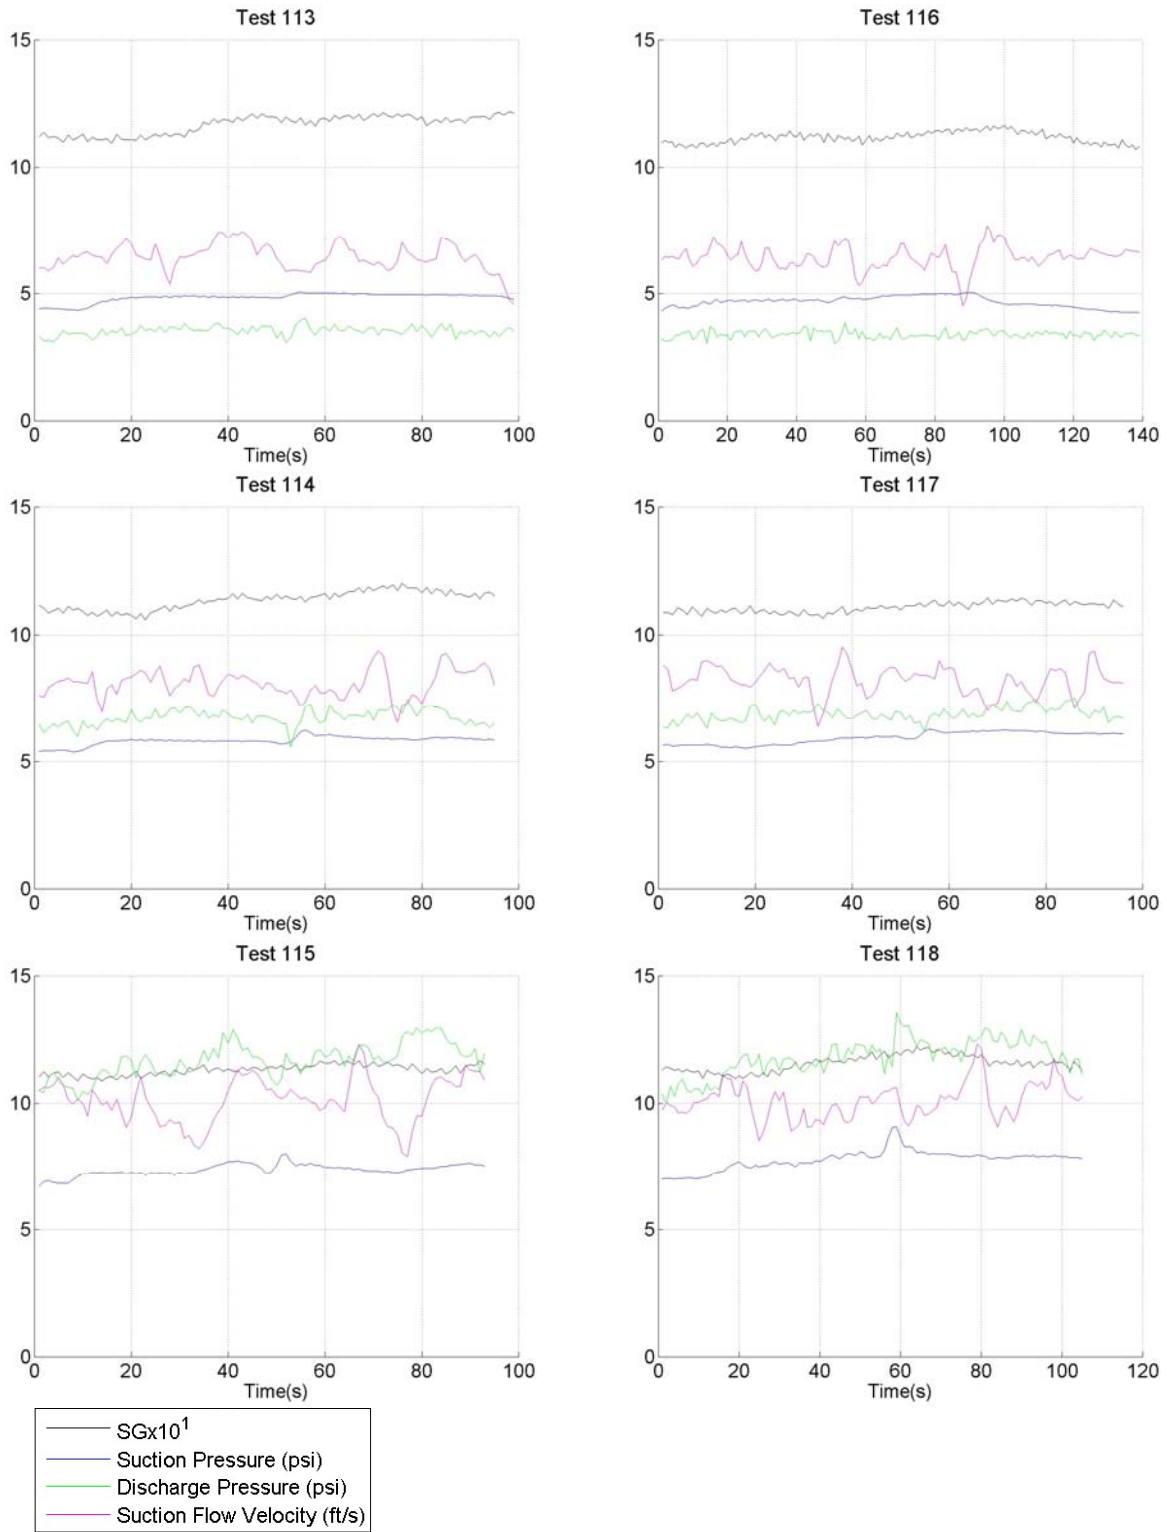 Test 113
15
10
5
0
0 20 40 60 80 100
Time(s)
Test 116
15
10
5
0
0 20 40 60 80 100 120 140
Time(s)
Test 114
15
10
5
0
0 20 40 60 80 100
Time(s)
Test 117
15
10
5
0
0 20 40 60 80 100
Time(s)
Test 115
15
10
5
0
0 20 40 60 80 100
Time(s)
Test 118
15
10
5
0
0 20 40 60 80 100 120
Time(s)
SGx10¹
Suction Pressure (psi)
Discharge Pressure (psi)
Suction Flow Velocity (ft/s)